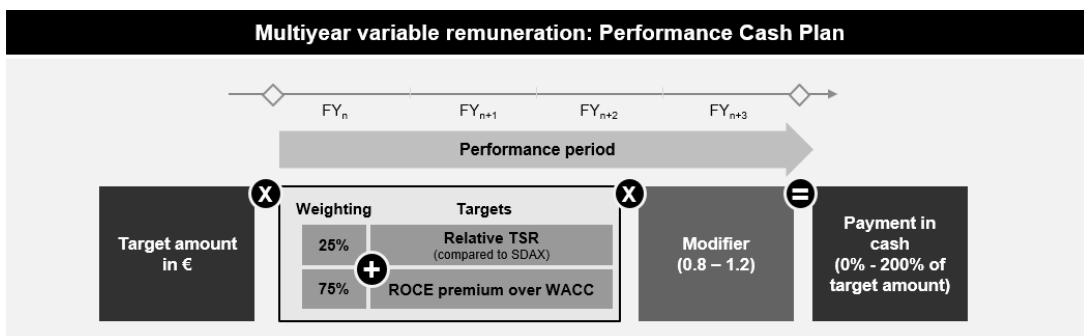 Multiyear variable remuneration: Performance Cash Plan
FYn
FYn+1
FYn+2
FYn+3
Performance period
Target amount
in €
X
Weighting
Targets
25%
Relative TSR
(compared to SDAX)
+
75%
ROCE premium over WACC
X
Modifier
(0.8 – 1.2)
=
Payment in
cash
(0% - 200% of
target amount)